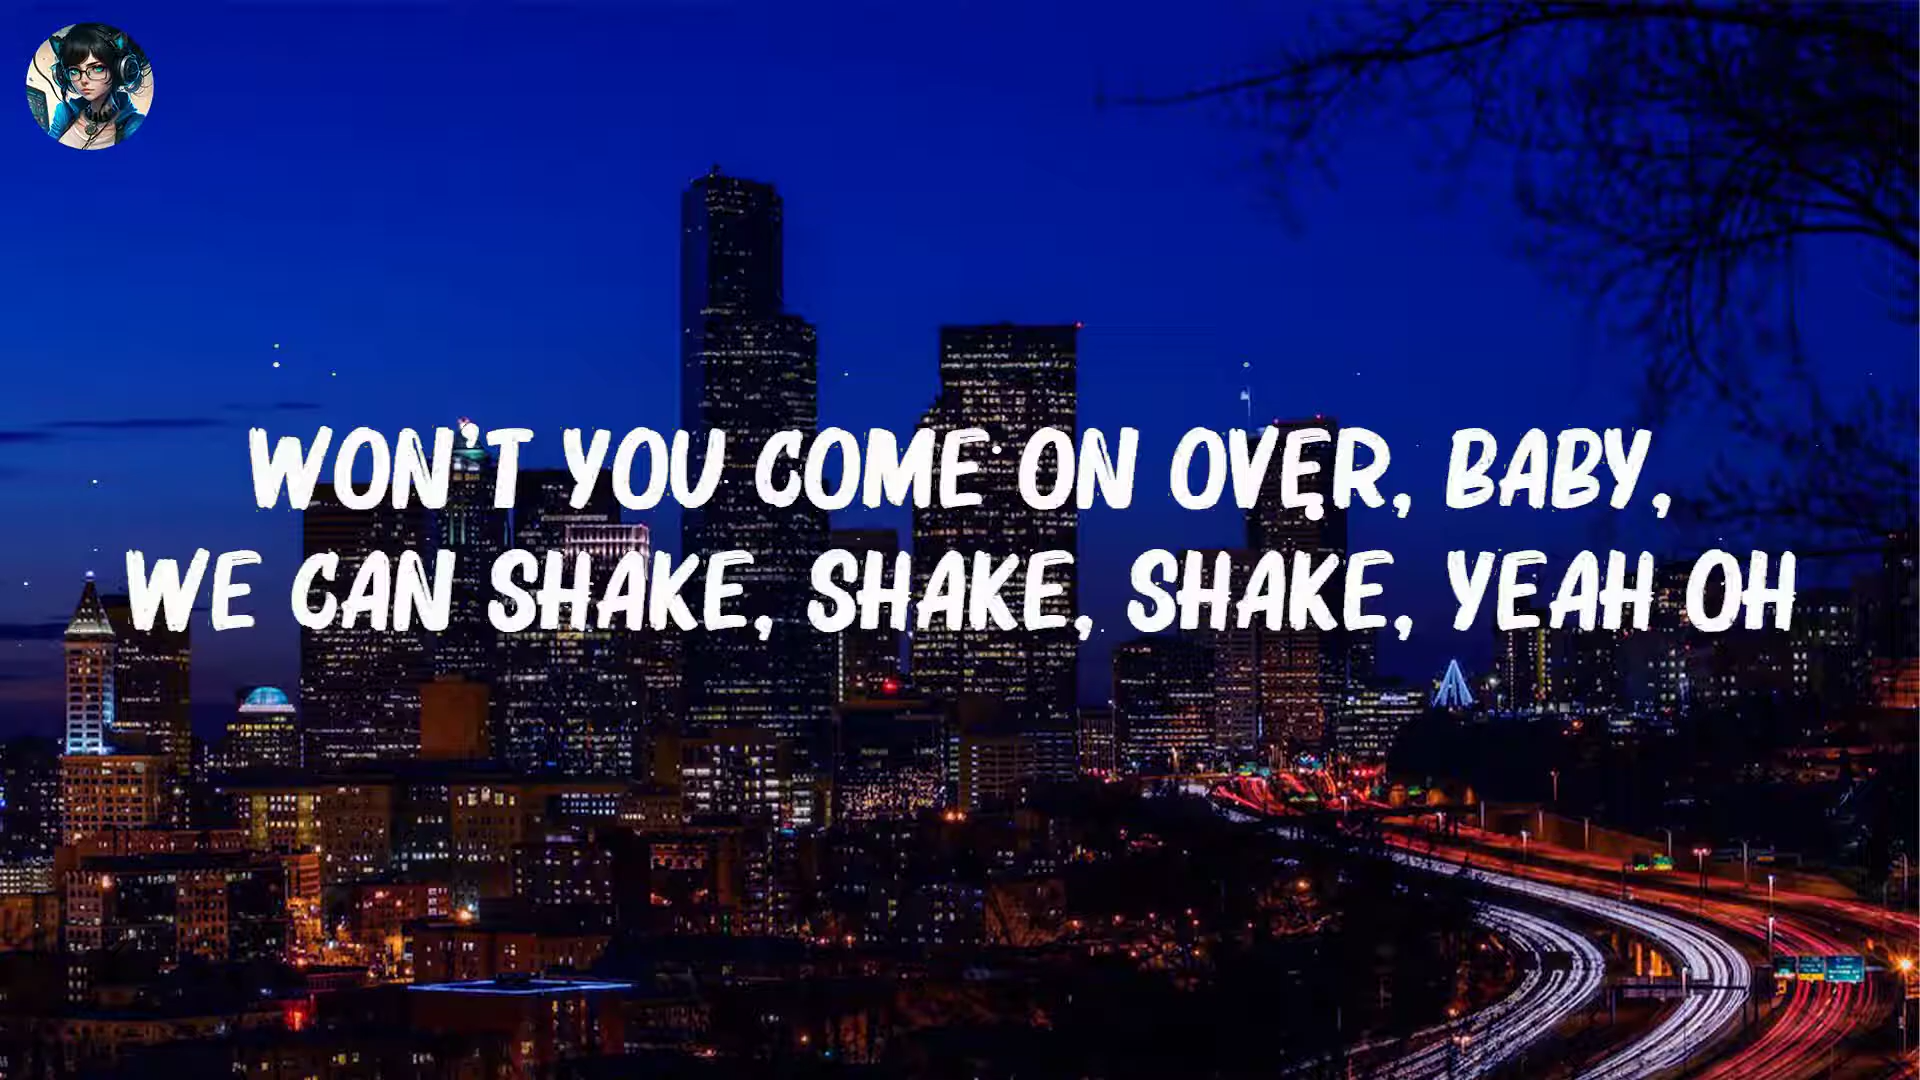 WON'T YOU COME ON OVER, BABY,
WE CAN SHAKE, SHAKE, SHAKE, YEAH OH